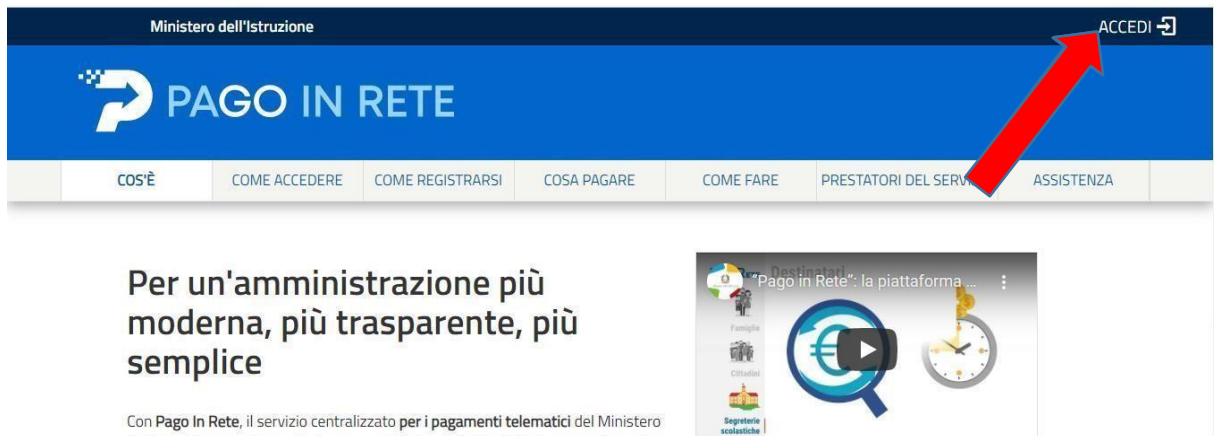 Ministero dell'Istruzione
ACCEDI
PAGO IN RETE
COS'È COME ACCEDERE COME REGISTRARSI COSA PAGARE COME FARE PRESTATORI DEL ASSISTENZA
Per un'amministrazione più
moderna, più trasparente, più
semplice
Con Pago In Rete, il servizio centralizzato per i pagamenti telematici del Ministero
Destinatari
"Pago in Rete": la piattaforma ...
Famiglie
Cittadini
Segreterie
scolastiche